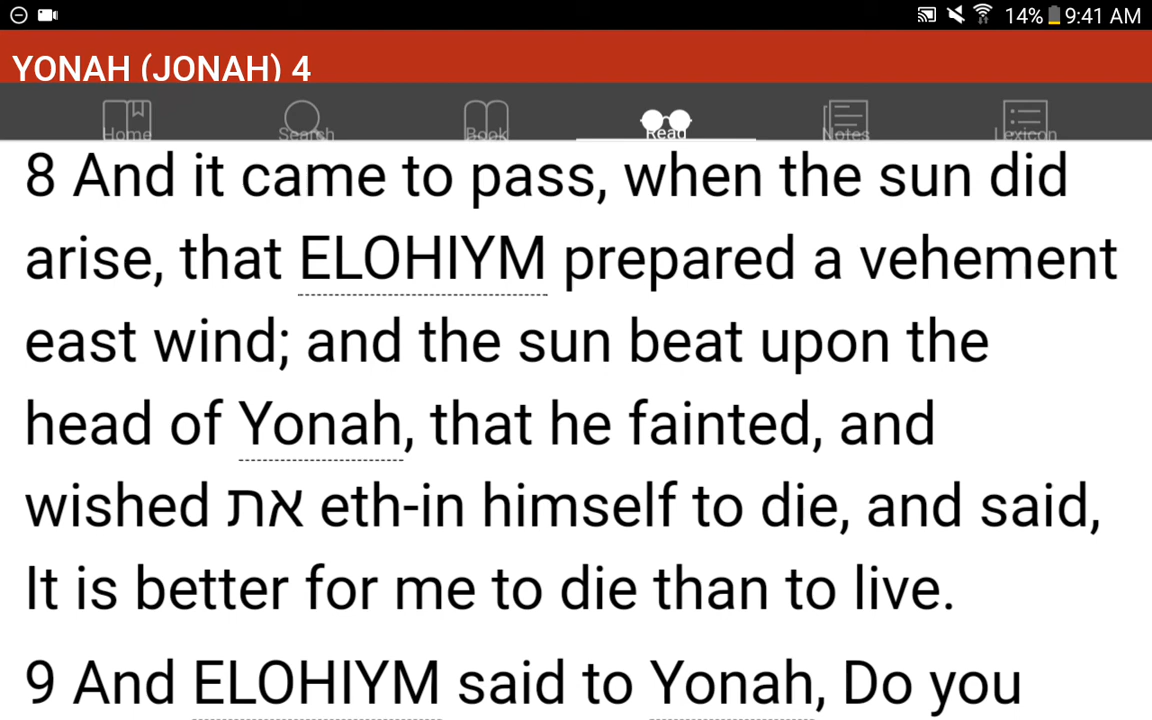 14% 9:41 AM
YONAH (JONAH) 4
Home Search Book Read Notes Lexicon
8 And it came to pass, when the sun did
arise, that ELOHIYM prepared a vehement
east wind; and the sun beat upon the
head of Yonah, that he fainted, and
wished את eth-in himself to die, and said,
It is better for me to die than to live.
9 And ELOHIYM said to Yonah, Do you